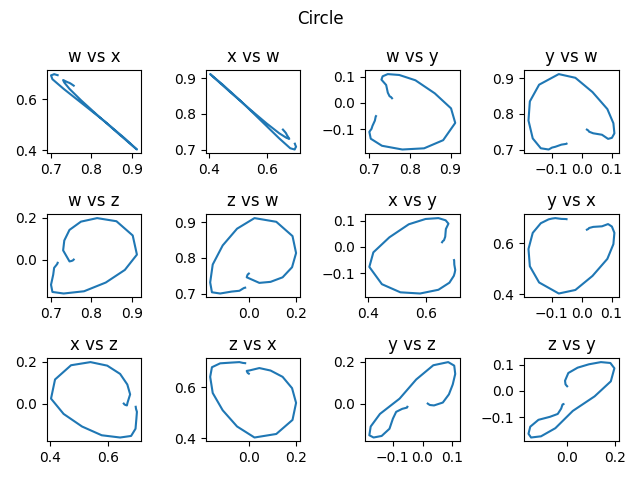 Circle
w vs x
x vs w
w vs y
y vs w
0.6
0.4
0.7 0.8 0.9
0.9
0.8
0.7
0.4 0.6
0.1
0.0
−0.1
0.7 0.8 0.9
0.9
0.8
0.7
−0.1 0.0 0.1
w vs z
z vs w
x vs y
y vs x
0.2
0.0
0.7 0.8 0.9
0.9
0.8
0.7
0.0 0.2
0.1
0.0
−0.1
0.4 0.6
0.6
0.4
−0.1 0.0 0.1
x vs z
z vs x
y vs z
z vs y
0.2
0.0
0.4 0.6
0.6
0.4
0.0 0.2
0.2
0.0
−0.1 0.0 0.1
0.1
0.0
−0.1
0.0 0.2